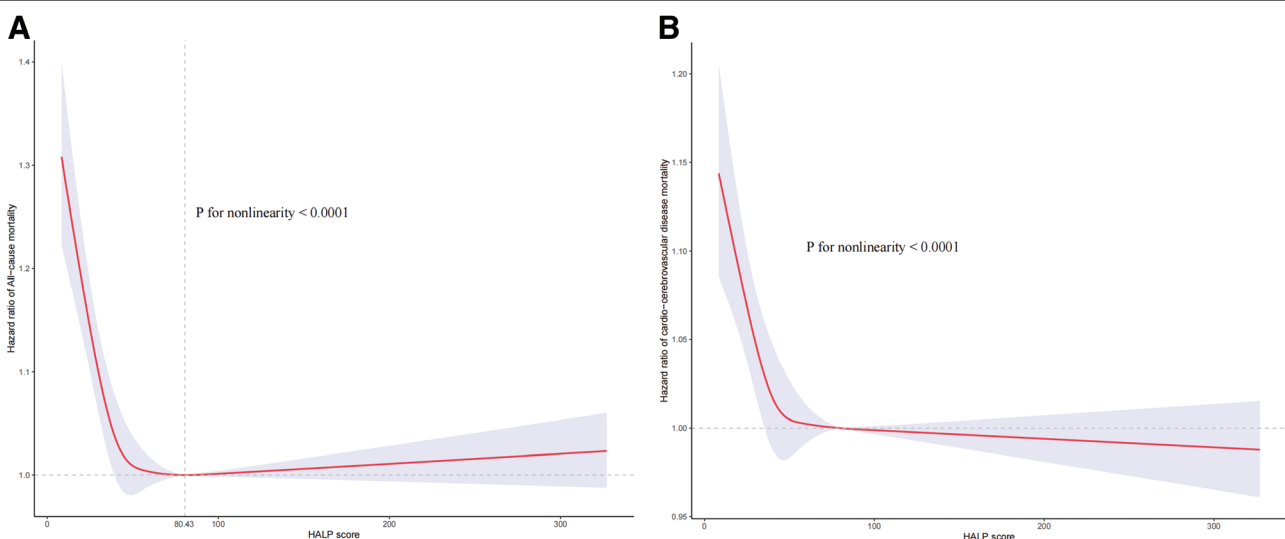 A
Hazard ratio of All-cause mortality
1.4
1.3
1.2
1.1
1.0
P for nonlinearity < 0.0001
0
80.43
100
200
300
HALP score
B
Hazard ratio of cardio-cerebrovascular disease mortality
1.20
1.15
1.10
1.05
1.00
0.95
P for nonlinearity < 0.0001
0
100
200
300
HALP score